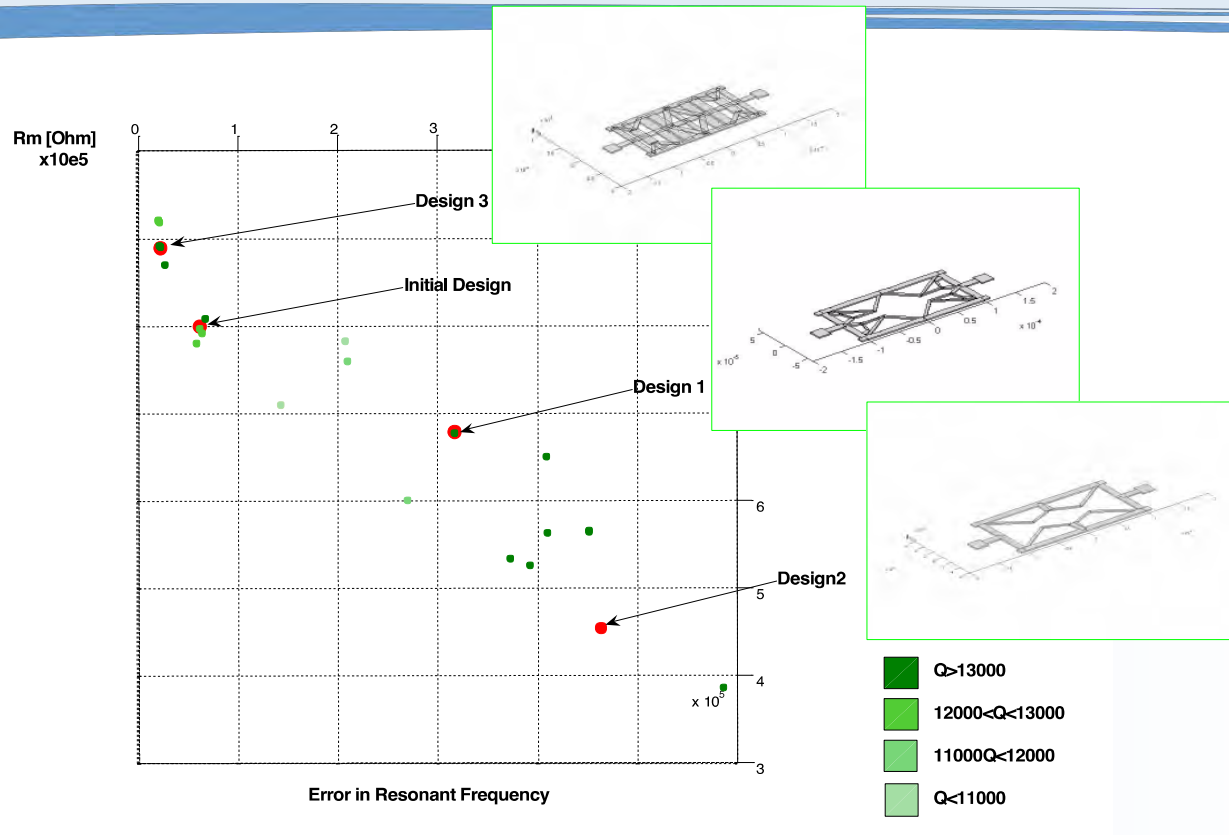 Rm [Ohm]
x10e5
0
1
2
3
Design 3
Initial Design
Design 1
Design2
6
5
4
3
x 10^5
Error in Resonant Frequency
5
0
-5
x 10^-5
-2
-1.5
-1
-0.5
0
0.5
1
1.5
2
x 10^-4
Q>13000
12000<Q<13000
11000Q<12000
Q<11000